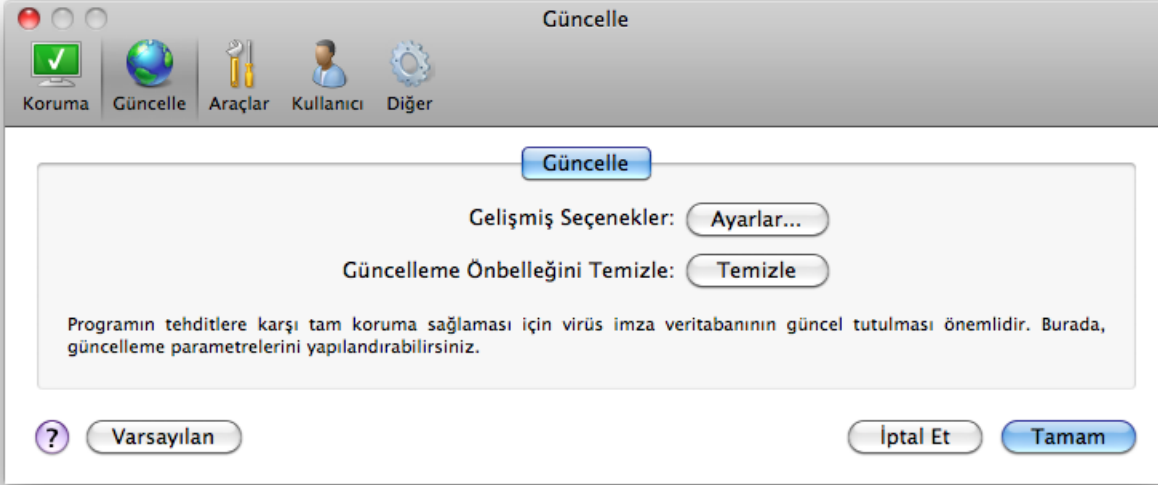 Güncelle
Koruma Güncelle Araçlar Kullanıcı Diğer
Güncelle
Gelişmiş Seçenekler: Ayarlar...
Güncelleme Önbelleğini Temizle: Temizle
Programın tehditlere karşı tam koruma sağlaması için virüs imza veritabanının güncel tutulması önemlidir. Burada,
güncelleme parametrelerini yapılandırabilirsiniz.
? Varsayılan İptal Et Tamam